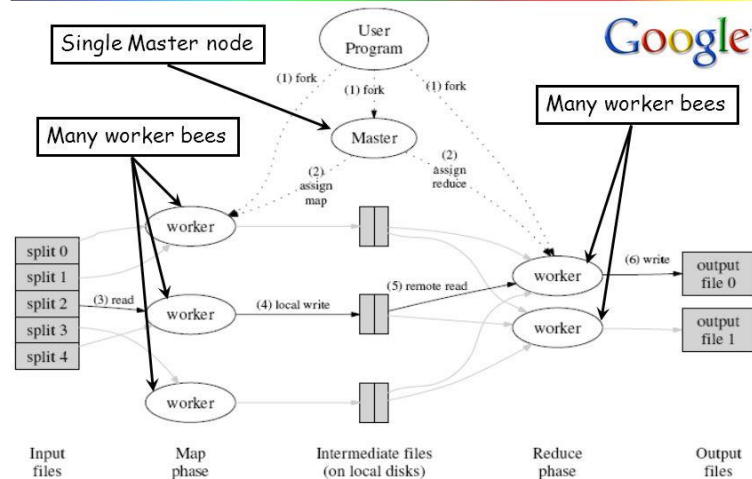 Single Master node
User
Program
Google
(1) fork
(1) fork
(1) fork
Many worker bees
Many worker bees
Master
(2)
assign
map
(2)
assign
reduce
worker
split 0
split 1
split 2
split 3
split 4
(3) read
worker
(4) local write
(5) remote read
worker
(6) write
output
file 0
worker
output
file 1
worker
Input
files
Map
phase
Intermediate files
(on local disks)
Reduce
phase
Output
files